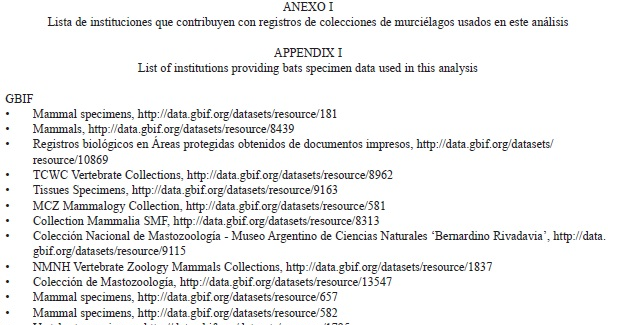 ANEXO I
Lista de instituciones que contribuyen con registros de colecciones de murciélagos usados en este análisis
APPENDIX I
List of institutions providing bats specimen data used in this analysis
GBIF
• Mammal specimens, http://data.gbif.org/datasets/resource/181
• Mammals, http://data.gbif.org/datasets/resource/8439
• Registros biológicos en Áreas protegidas obtenidos de documentos impresos, http://data.gbif.org/datasets/
resource/10869
• TCWC Vertebrate Collections, http://data.gbif.org/datasets/resource/8962
• Tissues Specimens, http://data.gbif.org/datasets/resource/9163
• MCZ Mammalogy Collection, http://data.gbif.org/datasets/resource/581
• Collection Mammalia SMF, http://data.gbif.org/datasets/resource/8313
• Colección Nacional de Mastozoología - Museo Argentino de Ciencias Naturales ‘Bernardino Rivadavia’, http://data.
gbif.org/datasets/resource/9115
• NMNH Vertebrate Zoology Mammals Collections, http://data.gbif.org/datasets/resource/1837
• Colección de Mastozoología, http://data.gbif.org/datasets/resource/13547
• Mammal specimens, http://data.gbif.org/datasets/resource/657
• Mammal specimens, http://data.gbif.org/datasets/resource/582